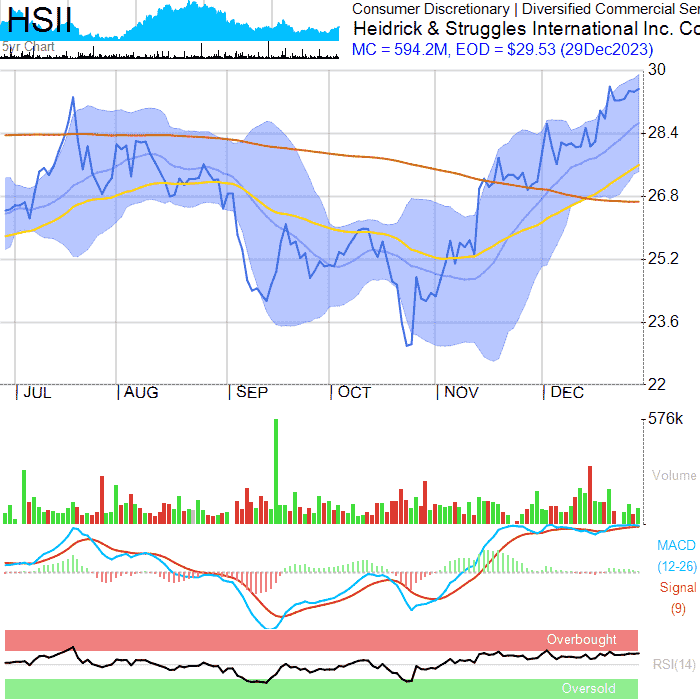 HSII
5yr Chart
Consumer Discretionary | Diversified Commercial Ser
Heidrick & Struggles International Inc. Co
MC = 594.2M, EOD = $29.53 (29Dec2023)
30
28.4
26.8
25.2
23.6
22
JUL AUG SEP OCT NOV DEC
576k
Volume
MACD
(12-26)
Signal
(9)
Overbought
RSI(14)
Oversold